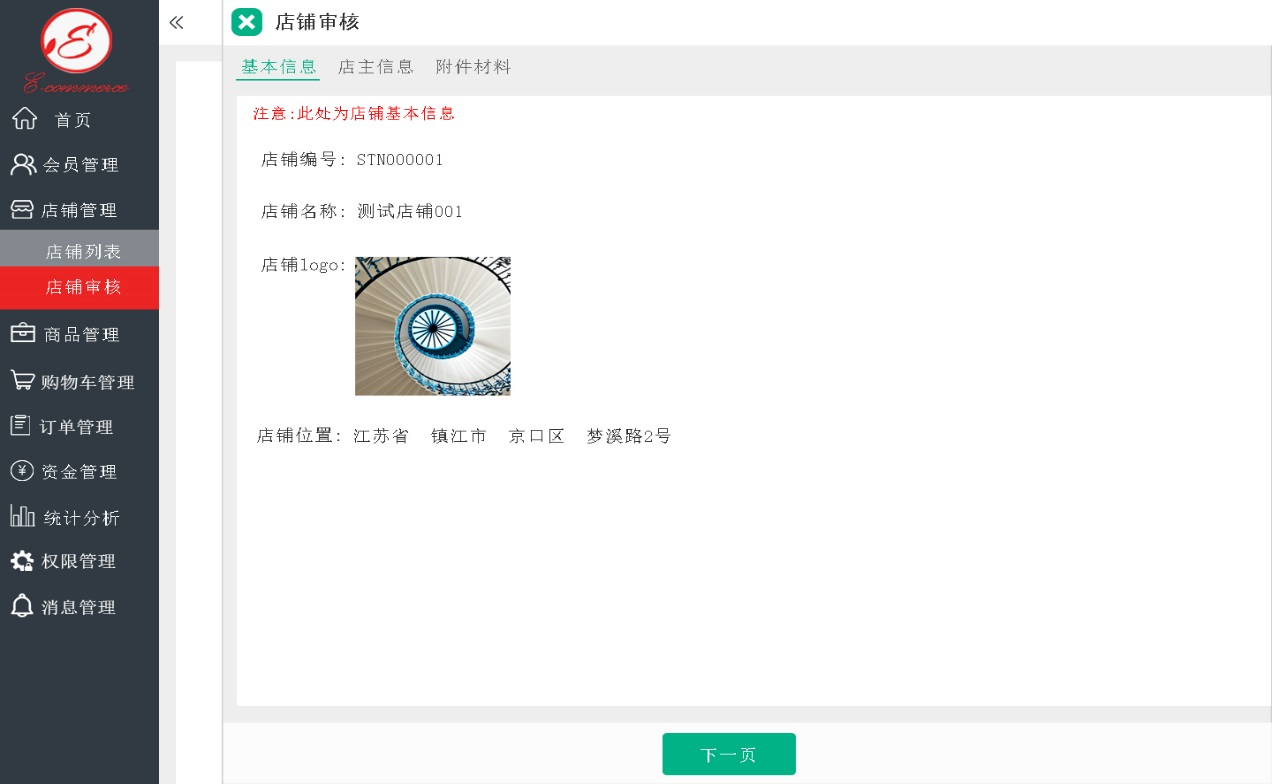 E-commerce
首页
会员管理
店铺管理
店铺列表
店铺审核
商品管理
购物车管理
订单管理
资金管理
统计分析
权限管理
消息管理
店铺审核
基本信息 店主信息 附件材料
注意:此处为店铺基本信息
店铺编号: STN000001
店铺名称: 测试店铺001
店铺logo:
店铺位置: 江苏省 镇江市 京口区 梦溪路2号
下一页